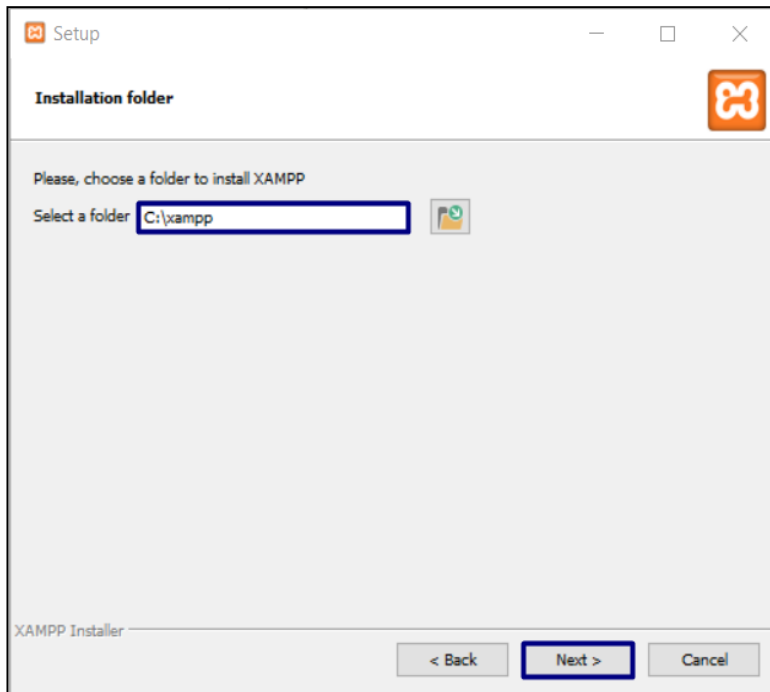 Setup
Installation folder
Please, choose a folder to install XAMPP
Select a folder C:\xampp
XAMPP Installer
< Back Next > Cancel